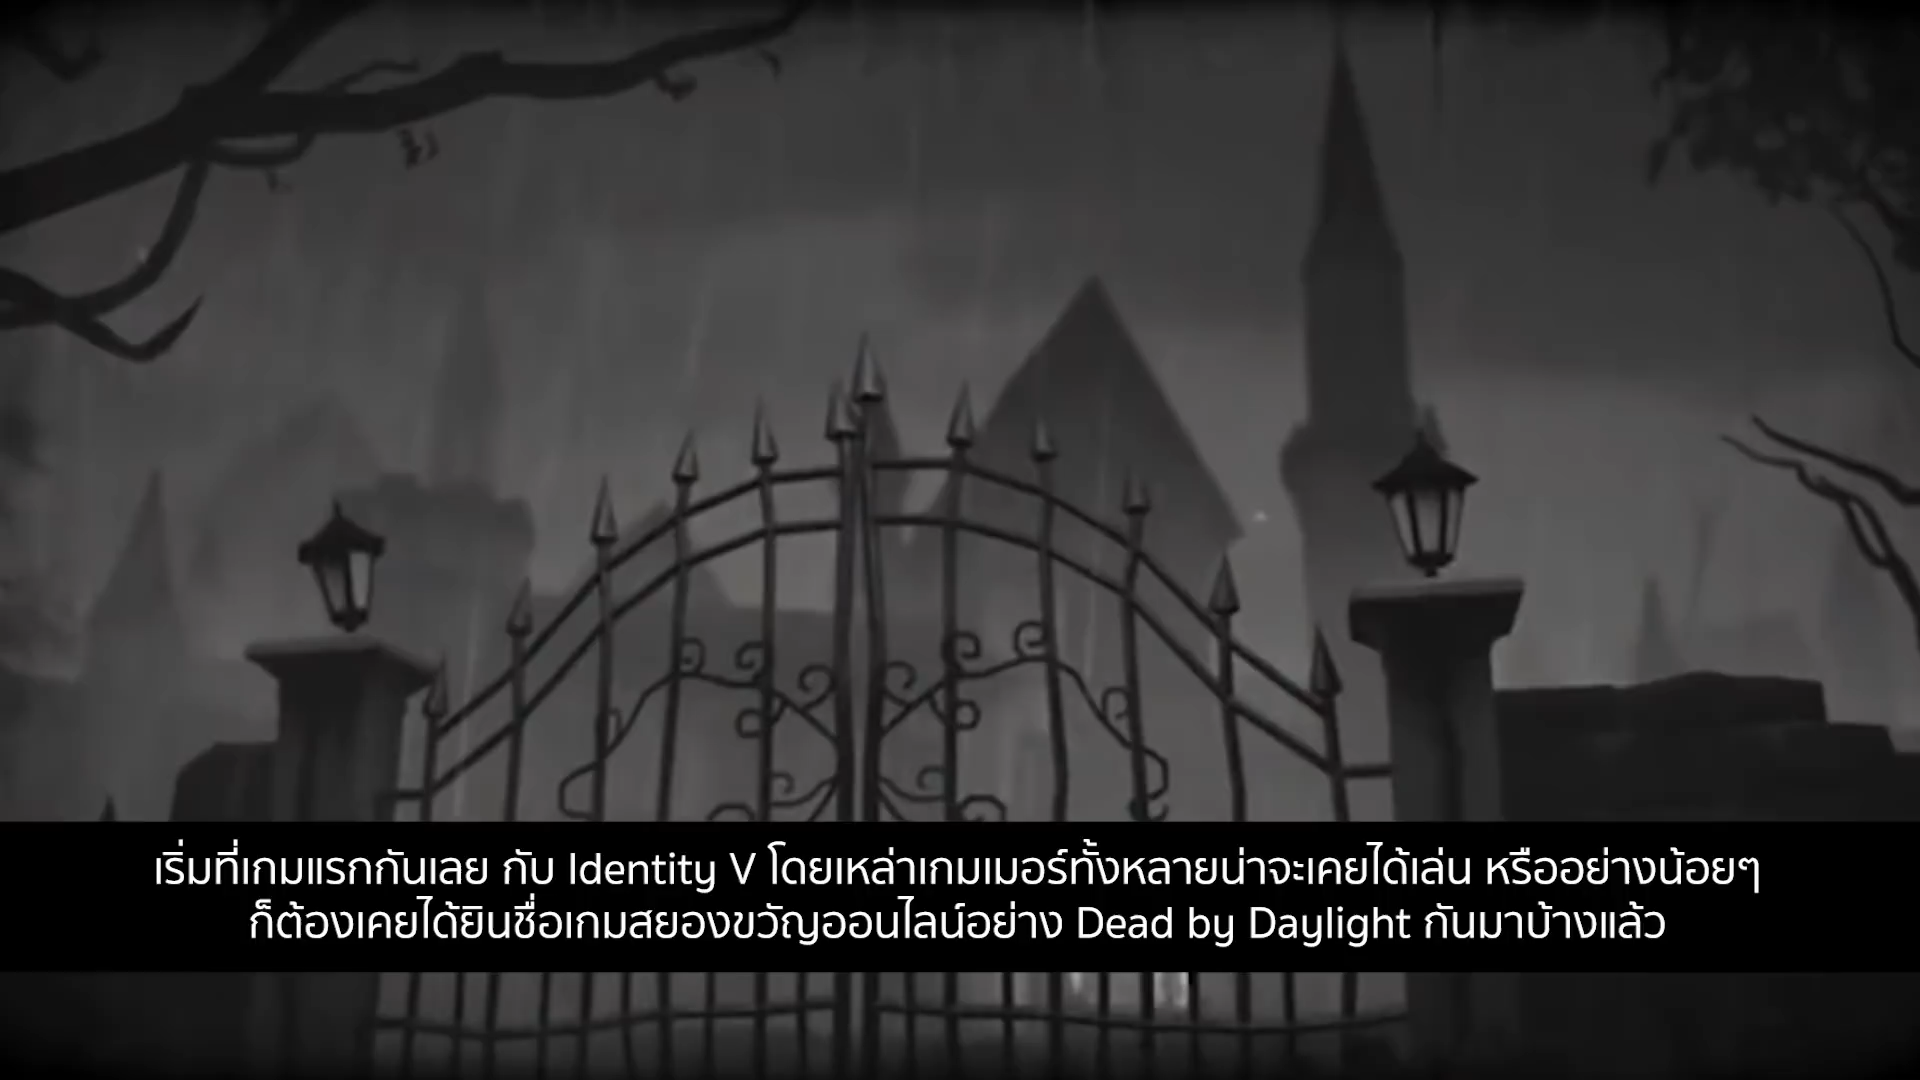 เริ่มที่เกมแรกกันเลย กับ Identity V โดยเหล่าเกมเมอร์ทั้งหลายน่าจะเคยได้เล่น หรืออย่างน้อยๆ
ก็ต้องเคยได้ยินชื่อเกมสยองขวัญออนไลน์อย่าง Dead by Daylight กันมาบ้างแล้ว